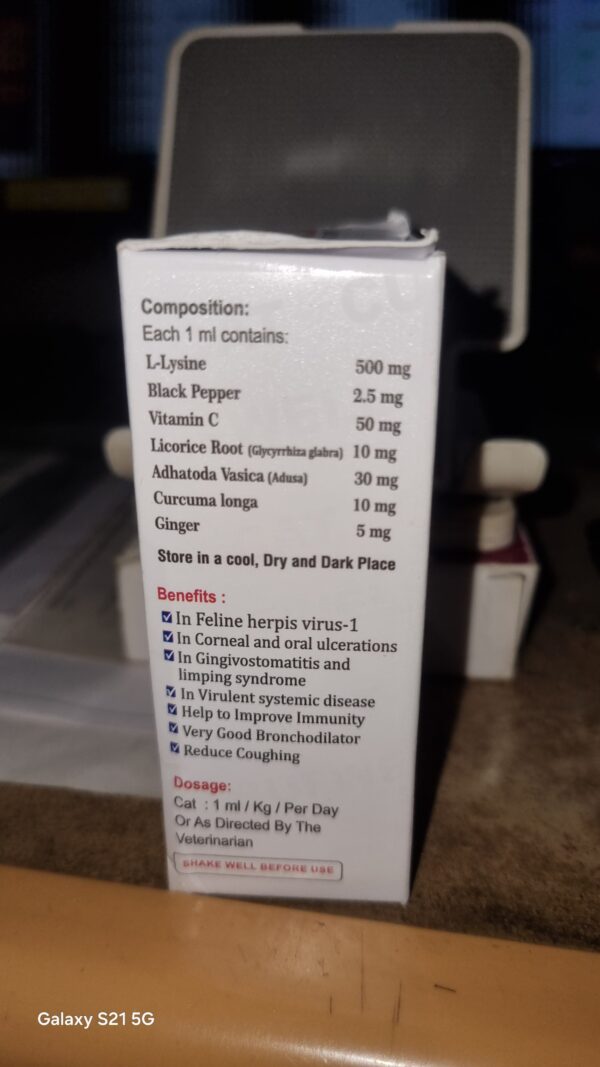 Composition:
Each 1 ml contains:
L-Lysine 500 mg
Black Pepper 2.5 mg
Vitamin C 50 mg
Licorice Root (Glycyrrhiza glabra) 10 mg
Adhatoda Vasica (Adusa) 30 mg
Curcuma longa 10 mg
Ginger 5 mg
Store in a cool, Dry and Dark Place
Benefits :
In Feline herpis virus-1
In Corneal and oral ulcerations
In Gingivostomatitis and
limping syndrome
In Virulent systemic disease
Help to Improve Immunity
Very Good Bronchodilator
Reduce Coughing
Dosage:
Cat : 1 ml / Kg / Per Day
Or As Directed By The
Veterinarian
SHAKE WELL BEFORE USE
Galaxy S21 5G